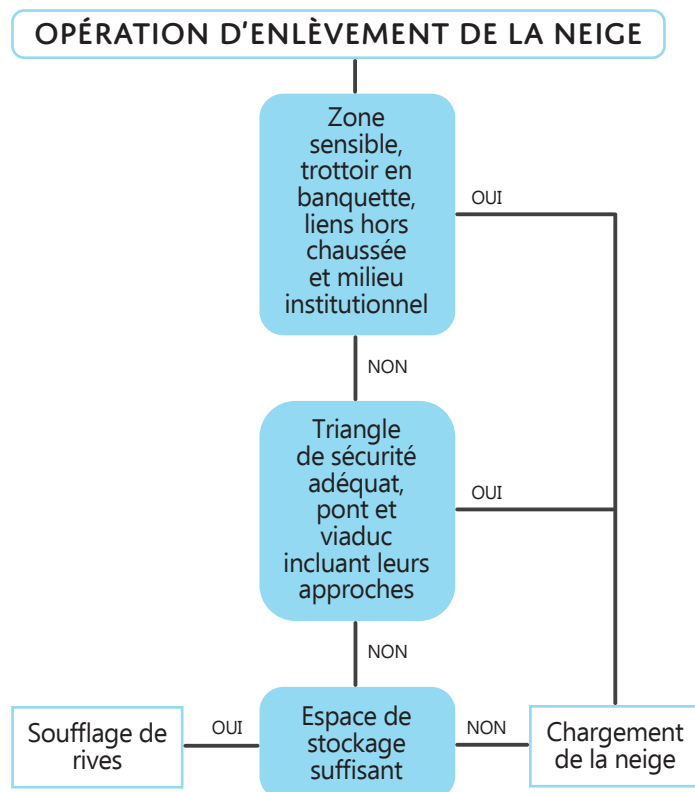 OPÉRATION D'ENLÈVEMENT DE LA NEIGE
Zone
sensible,
trottoir en
banquette,
liens hors
chaussée
et milieu
institutionnel
OUI
NON
Triangle
de sécurité
adéquat,
pont et
viaduc
incluant leurs
approches
OUI
NON
Soufflage de
rives
OUI
Espace de
stockage
suffisant
NON
Chargement
de la neige